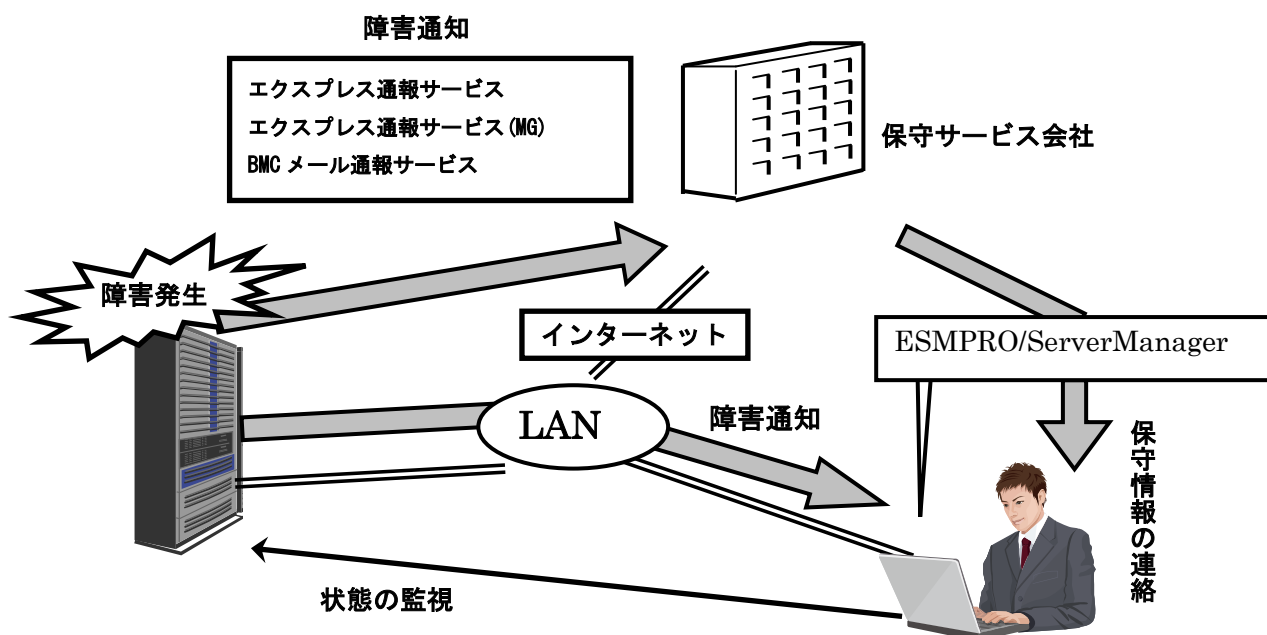 障害通知
エクスプレス通報サービス
エクスプレス通報サービス(MG)
BMCメール通報サービス
保守サービス会社
障害発生
インターネット
ESMPRO/ServerManager
LAN
障害通知
保守情報の連絡
状態の監視